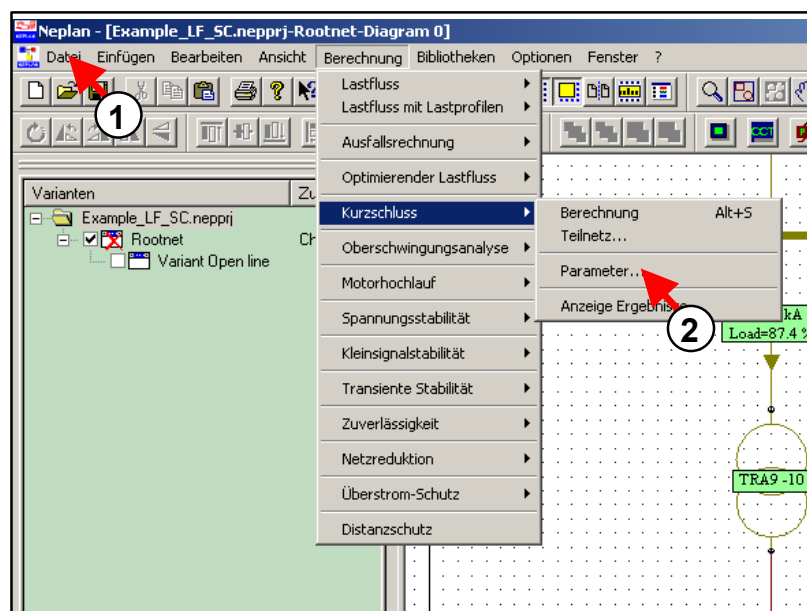 Neplan - [Example_LF_SC.nepprj-Rootnet-Diagram 0]
Datei Einfügen Bearbeiten Ansicht Berechnung Bibliotheken Optionen Fenster ?
1
CCT
Varianten
Example_LF_SC.nepprj
Rootnet
Variant Open line
Lastfluss
Lastfluss mit Lastprofilen
Ausfallsrechnung
Optimierender Lastfluss
Kurzschluss
Oberschwingungsanalyse
Motorhochlauf
Spannungsstabilität
Kleinsignalstabilität
Transiente Stabilität
Zuverlässigkeit
Netzreduktion
Überstrom-Schutz
Distanzschutz
Berechnung Alt+S
Teilnetz...
Parameter...
Anzeige Ergebnisse
2
kA
Load=87.4 %
TRA9 -10